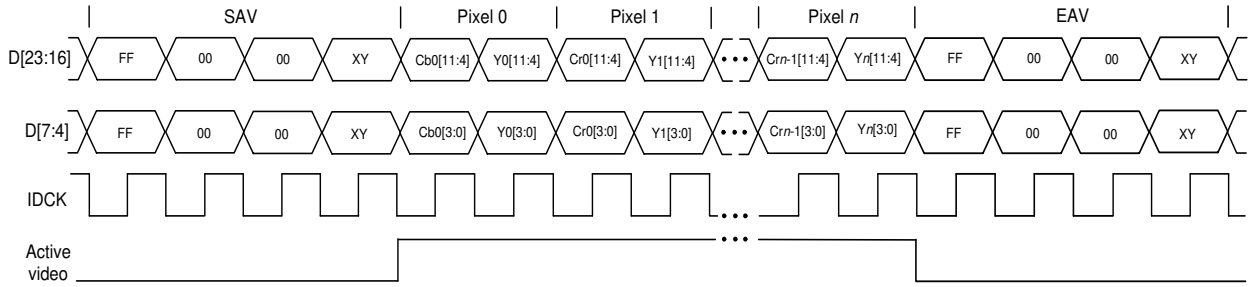 SAV Pixel 0 Pixel 1 Pixel n EAV
D[23:16] FF 00 00 XY Cb0[11:4] Y0[11:4] Cr0[11:4] Y1[11:4] ••• Crn-1[11:4] Yn[11:4] FF 00 00 XY
D[7:4] FF 00 00 XY Cb0[3:0] Y0[3:0] Cr0[3:0] Y1[3:0] ••• Crn-1[3:0] Yn[3:0] FF 00 00 XY
IDCK •••
Active •••
video